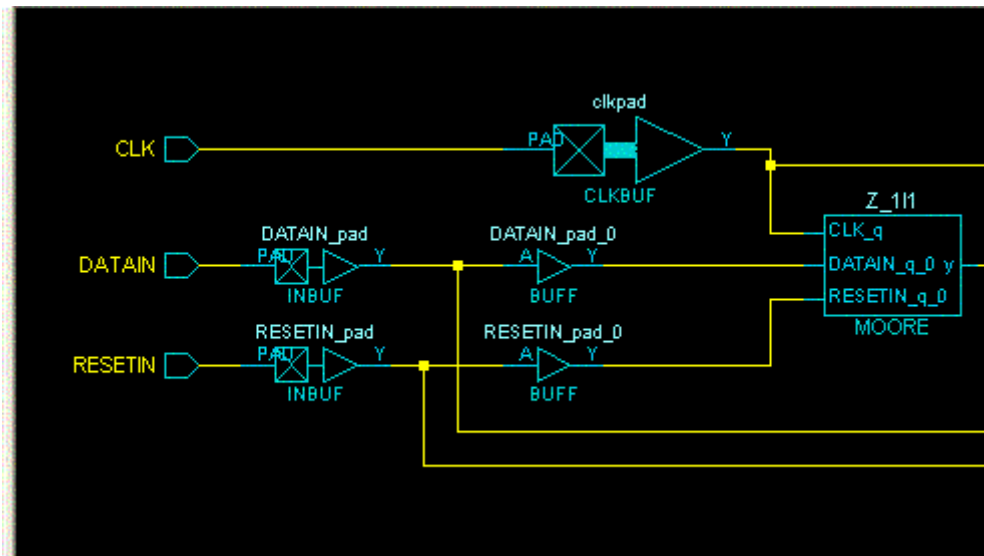 clkpad
CLK PAD Y
CLKBUF
Z_1I1
CLK_q
DATAIN_pad DATAIN_pad_0
DATAIN PAD Y A Y DATAIN_q_0 y
INBUF BUFF
RESETIN_q_0
MOORE
RESETIN_pad RESETIN_pad_0
RESETIN PAD Y A Y
INBUF BUFF